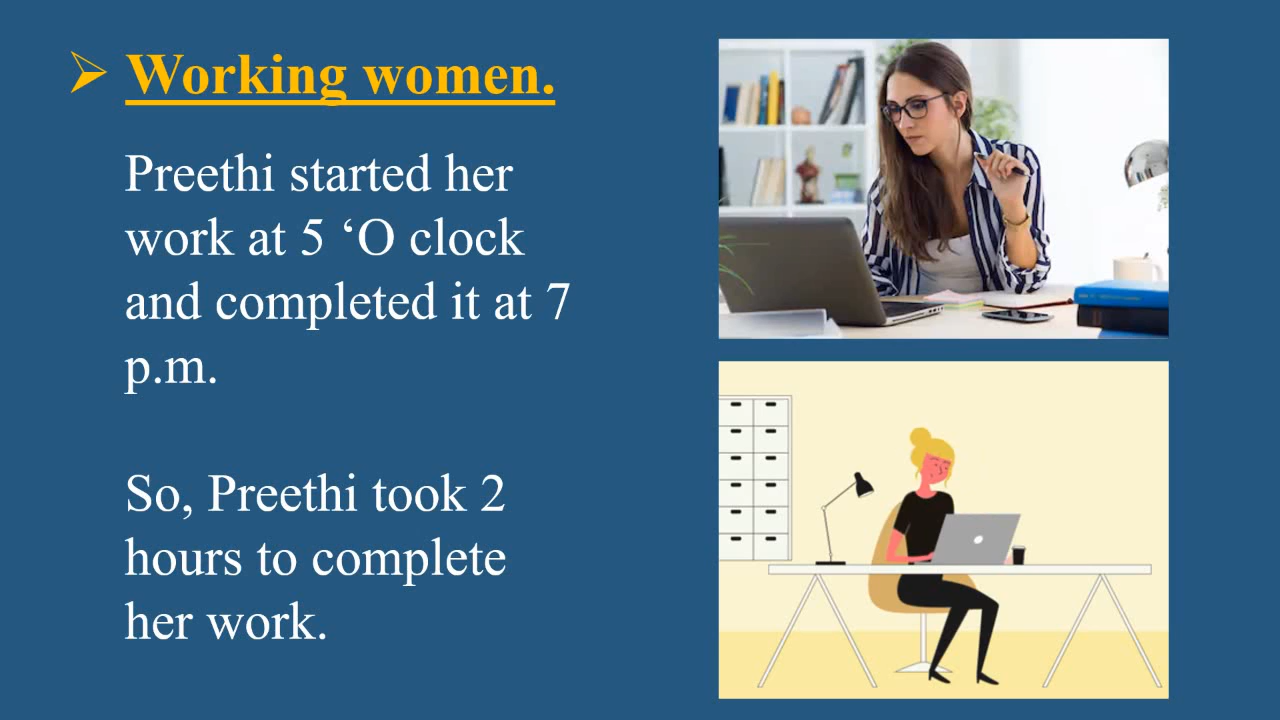 Working women.
Preethi started her
work at 5 ‘O clock
and completed it at 7
p.m.
So, Preethi took 2
hours to complete
her work.